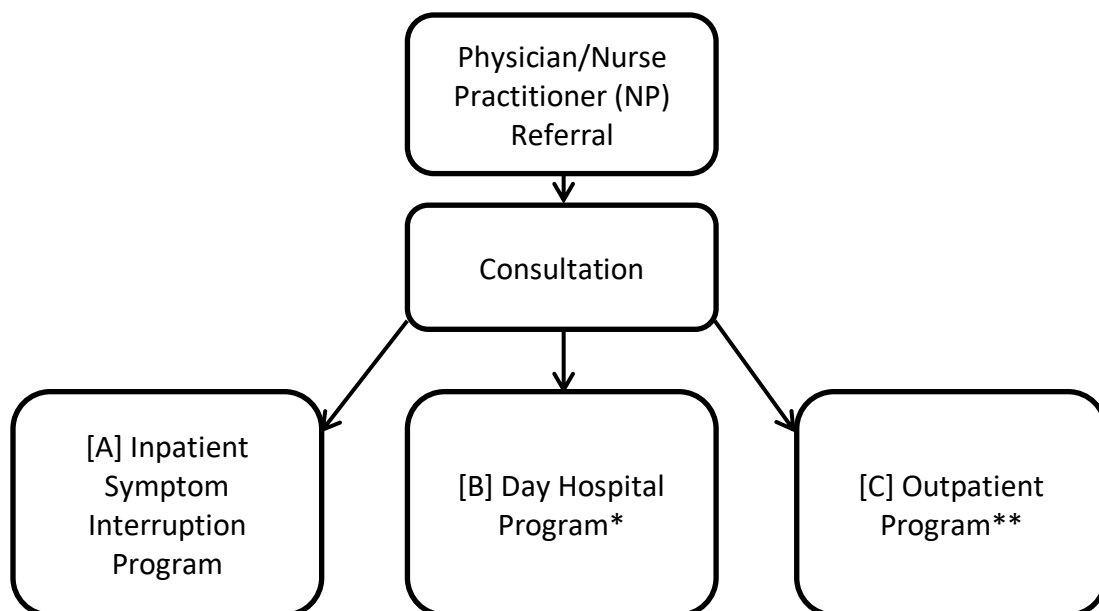 Physician/Nurse
Practitioner (NP)
Referral
Consultation
[A] Inpatient
Symptom
Interruption
Program
[B] Day Hospital
Program*
[C] Outpatient
Program**